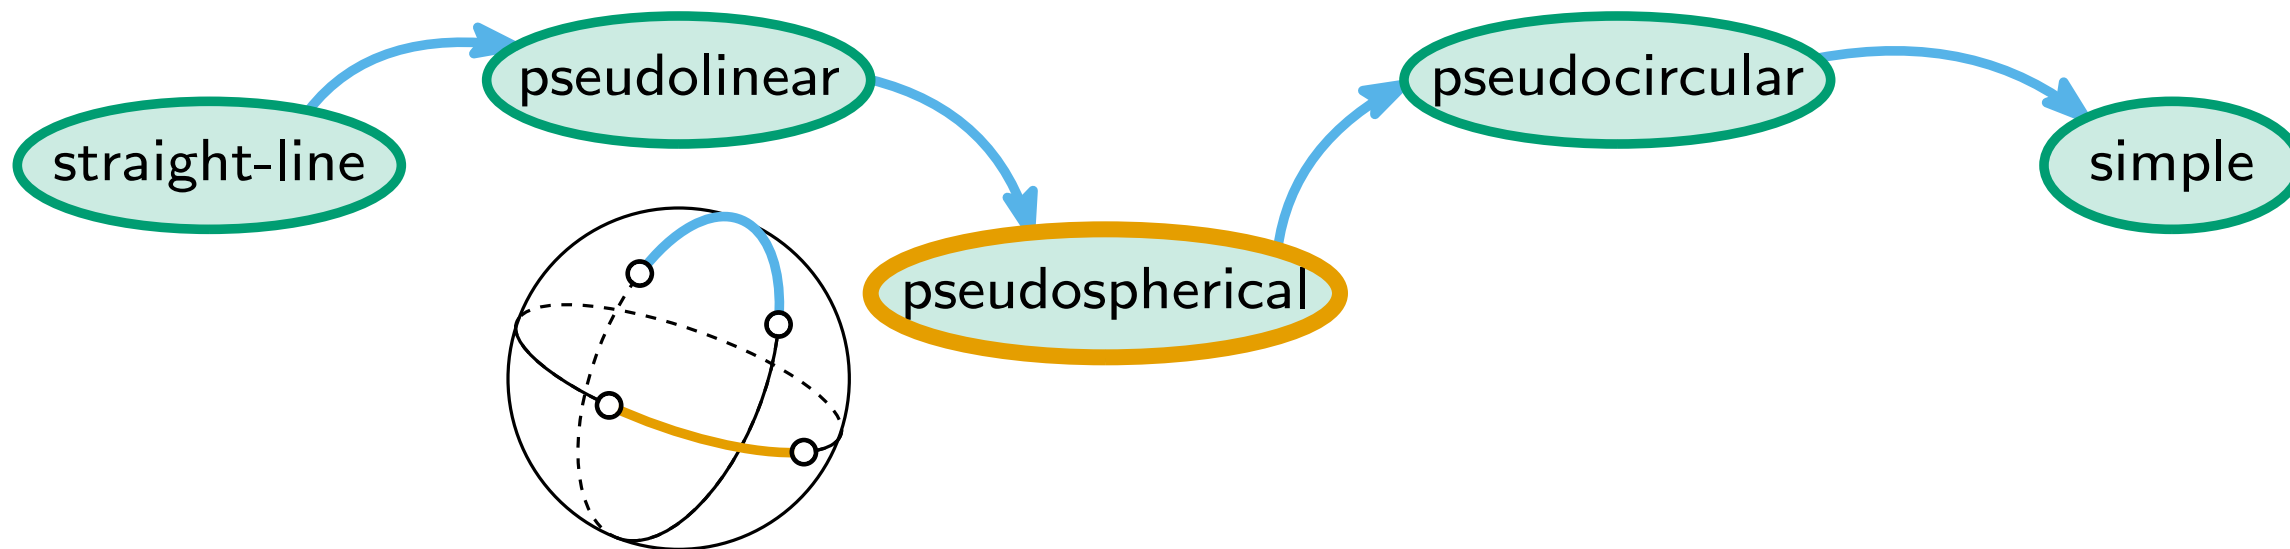 straight-line
pseudolinear
pseudospherical
pseudocircular
simple